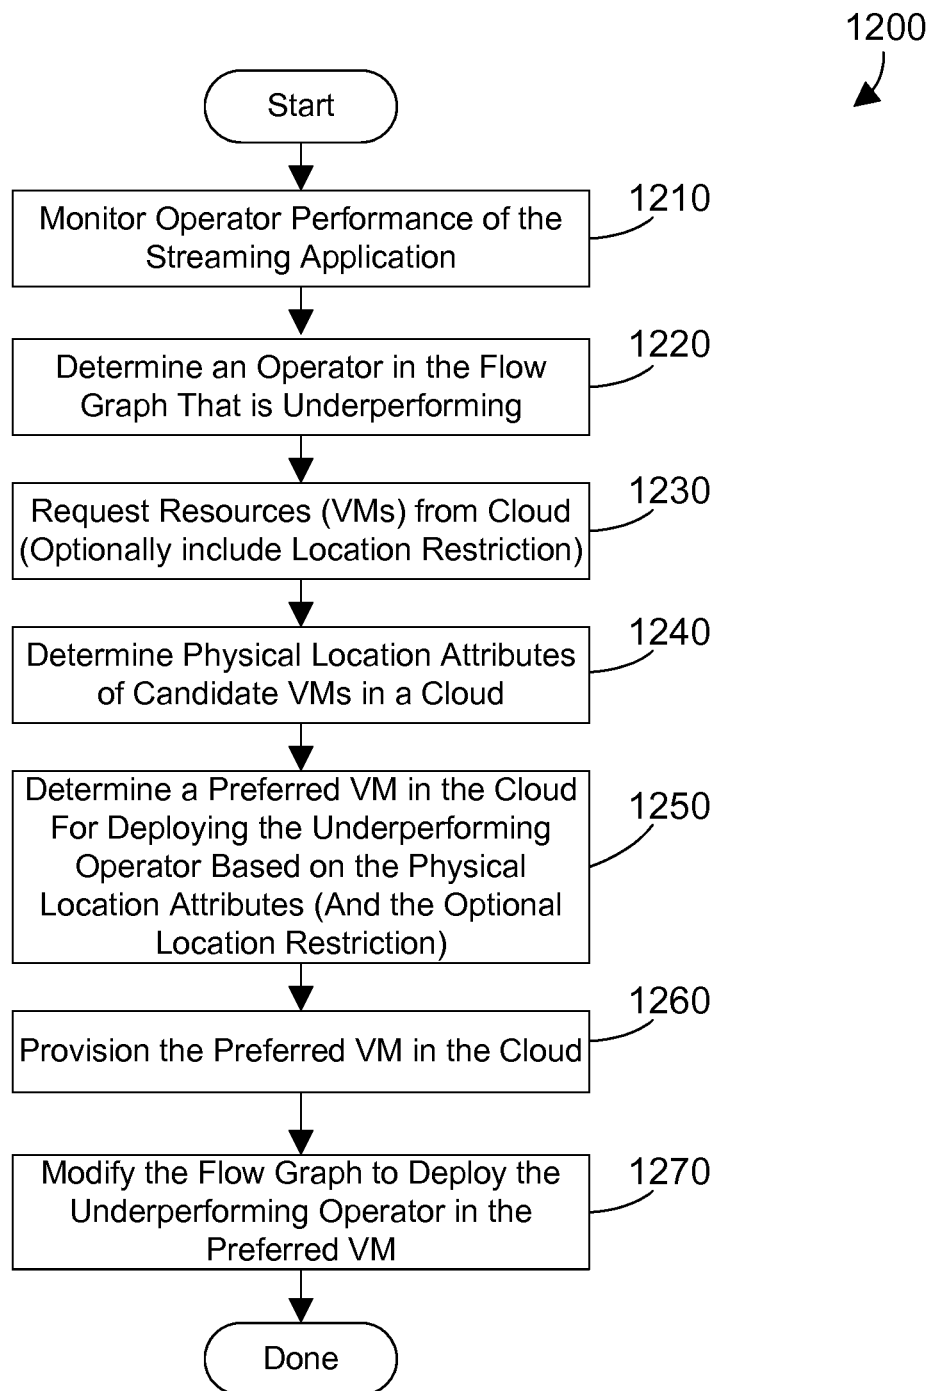 1200
Start
Monitor Operator Performance of the
Streaming Application
1210
Determine an Operator in the Flow
Graph That is Underperforming
1220
Request Resources (VMs) from Cloud
(Optionally include Location Restriction)
1230
Determine Physical Location Attributes
of Candidate VMs in a Cloud
1240
Determine a Preferred VM in the Cloud
For Deploying the Underperforming
Operator Based on the Physical
Location Attributes (And the Optional
Location Restriction)
1250
Provision the Preferred VM in the Cloud
1260
Modify the Flow Graph to Deploy the
Underperforming Operator in the
Preferred VM
1270
Done